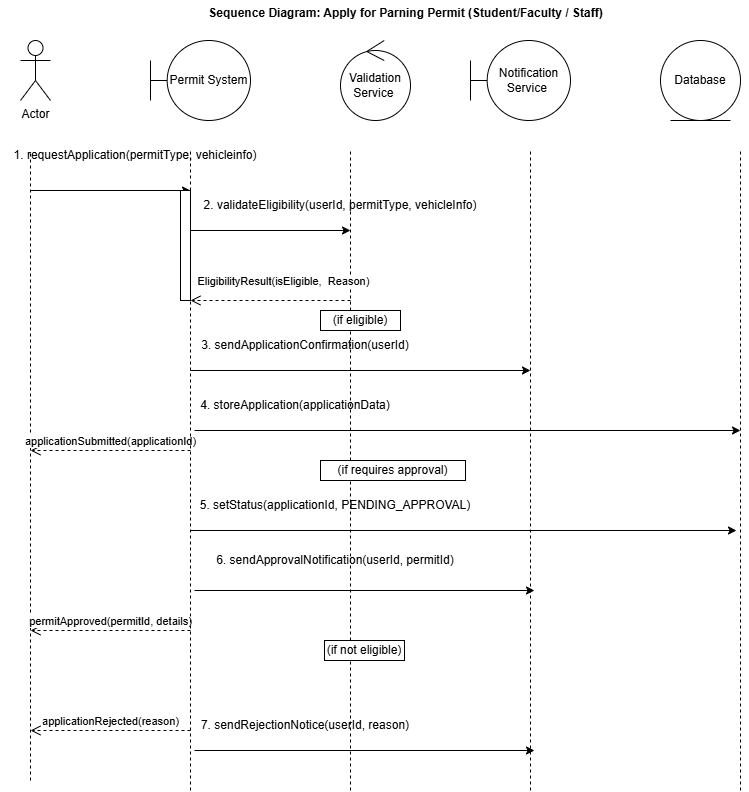 Sequence Diagram: Apply for Parning Permit (Student/Faculty / Staff)
Actor
Permit System
Validation
Service
Notification
Service
Database
1. requestApplication(permitType, vehicleinfo)
2. validateEligibility(userId, permitType, vehicleInfo)
EligibilityResult(isEligible, Reason)
(if eligible)
3. sendApplicationConfirmation(userId)
4. storeApplication(applicationData)
applicationSubmitted(applicationId)
(if requires approval)
5. setStatus(applicationId, PENDING_APPROVAL)
6. sendApprovalNotification(userId, permitId)
permitApproved(permitId, details)
(if not eligible)
applicationRejected(reason)
7. sendRejectionNotice(userId, reason)